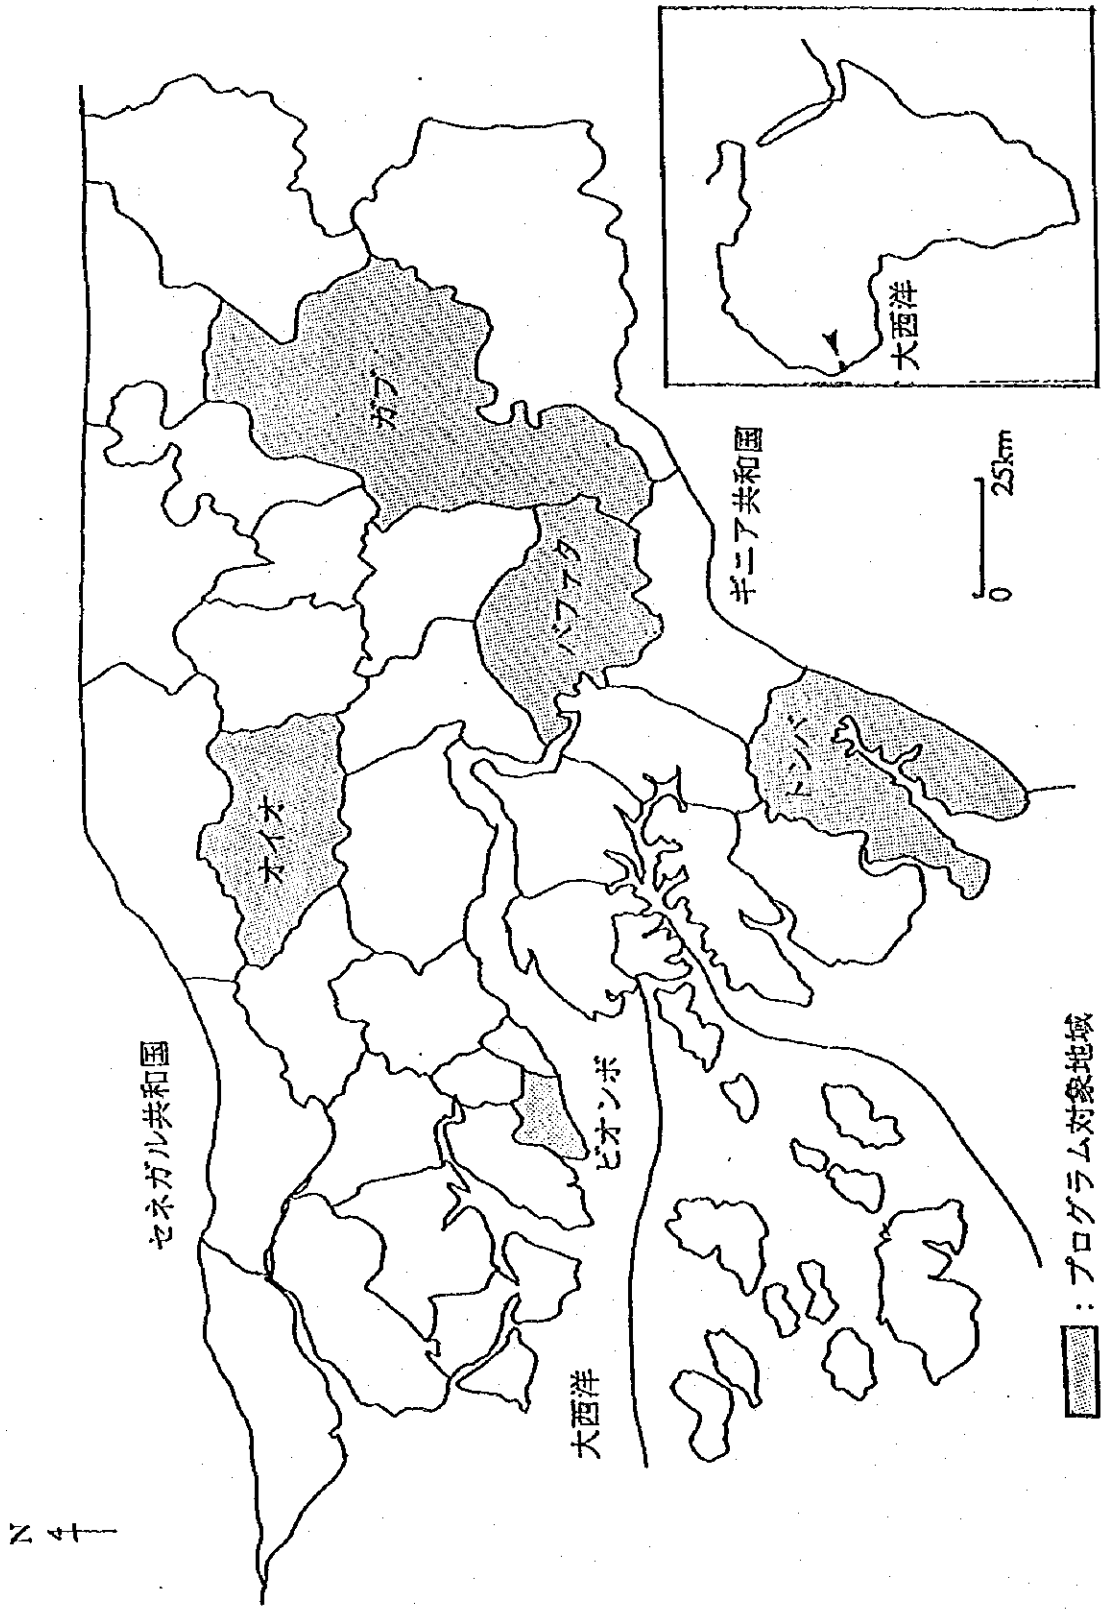 N
セネガル共和国
オイオ
ガブ
バファタ
ビオンボ
トンバ
ギニア共和国
大西洋
大西洋
0 25km
：プログラム対象地域